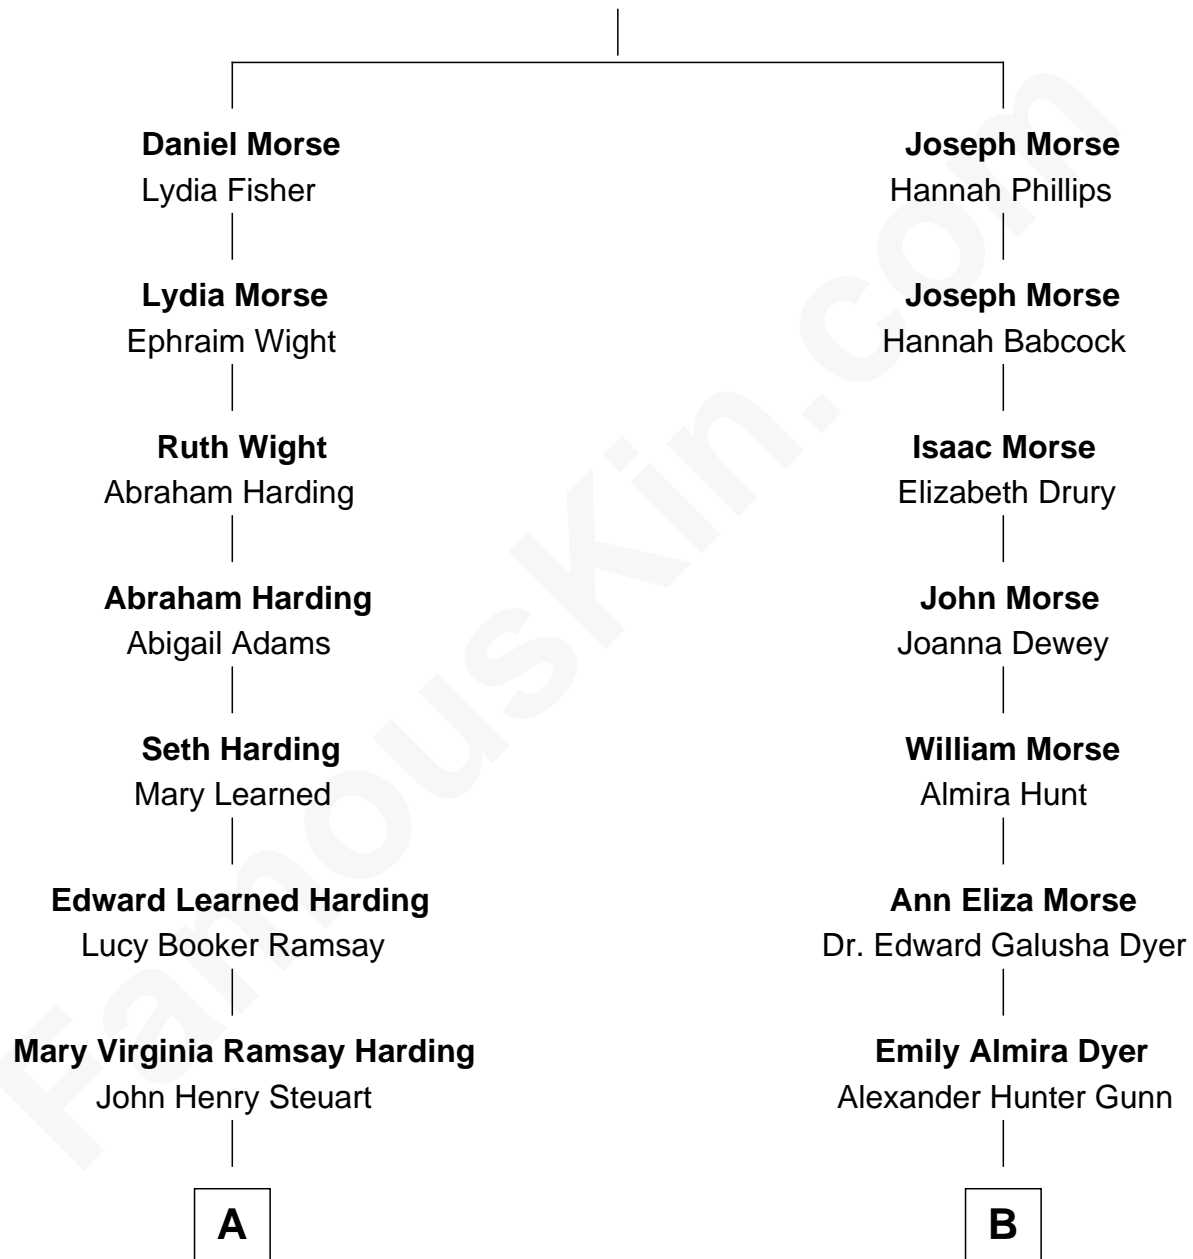 Daniel Morse
Lydia Fisher
Lydia Morse
Ephraim Wight
Ruth Wight
Abraham Harding
Abraham Harding
Abigail Adams
Seth Harding
Mary Learned
Edward Learned Harding
Lucy Booker Ramsay
Mary Virginia Ramsay Harding
John Henry Steuart
A
Joseph Morse
Hannah Phillips
Joseph Morse
Hannah Babcock
Isaac Morse
Elizabeth Drury
John Morse
Joanna Dewey
William Morse
Almira Hunt
Ann Eliza Morse
Dr. Edward Galusha Dyer
Emily Almira Dyer
Alexander Hunter Gunn
B
FamousKin.com